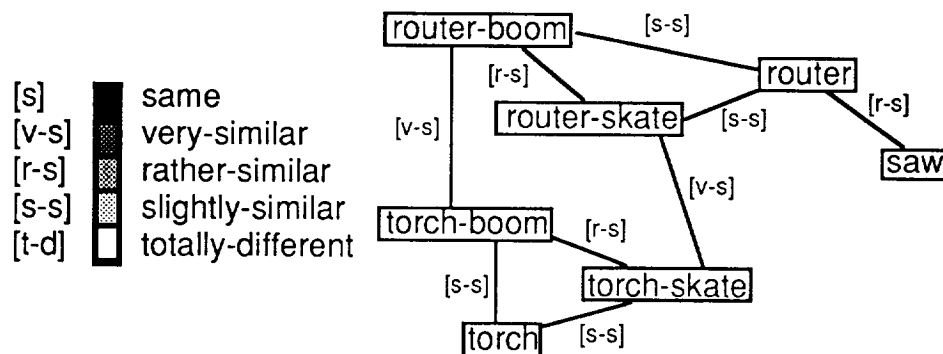 [s] same
[v-s] very-similar
[r-s] rather-similar
[s-s] slightly-similar
[t-d] totally-different
router-boom
[s-s]
router
[r-s]
[r-s]
router-skate
[s-s]
[v-s]
saw
[v-s]
torch-boom
[r-s]
torch-skate
[s-s]
torch
[s-s]